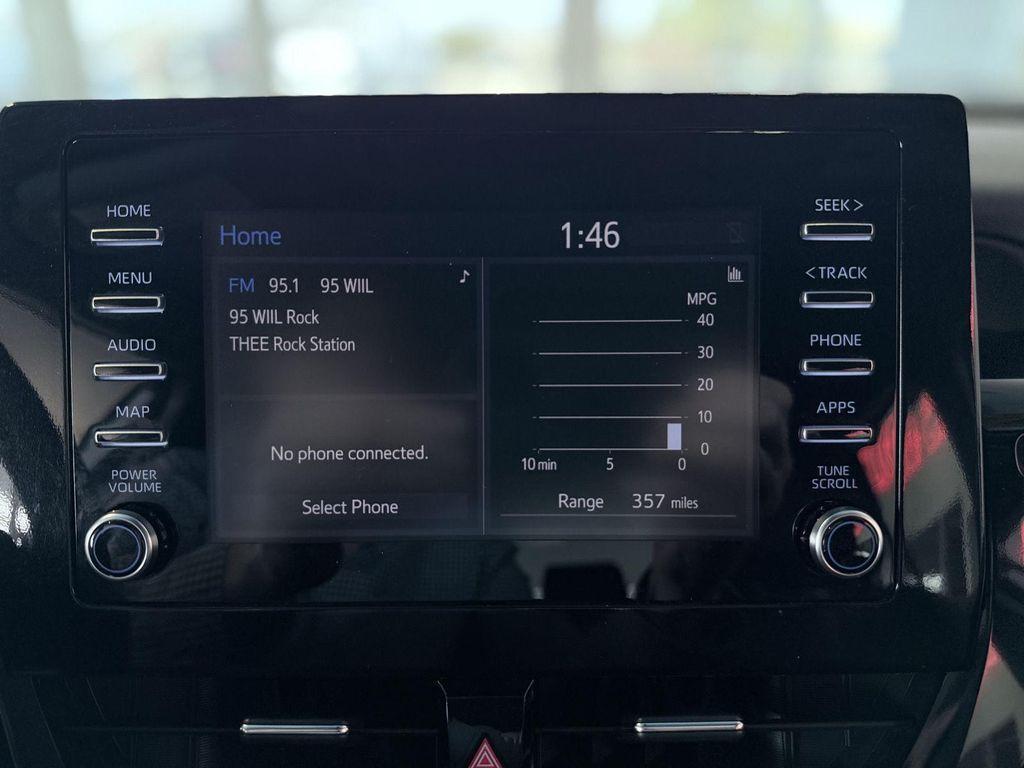 HOME
MENU
AUDIO
MAP
POWER
VOLUME
Home
1:46
FM 95.1 95 WIIL
95 WIIL Rock
THEE Rock Station
No phone connected.
Select Phone
MPG
40
30
20
10
0
10 min 5 0
Range 357 miles
SEEK >
< TRACK
PHONE
APPS
TUNE
SCROLL